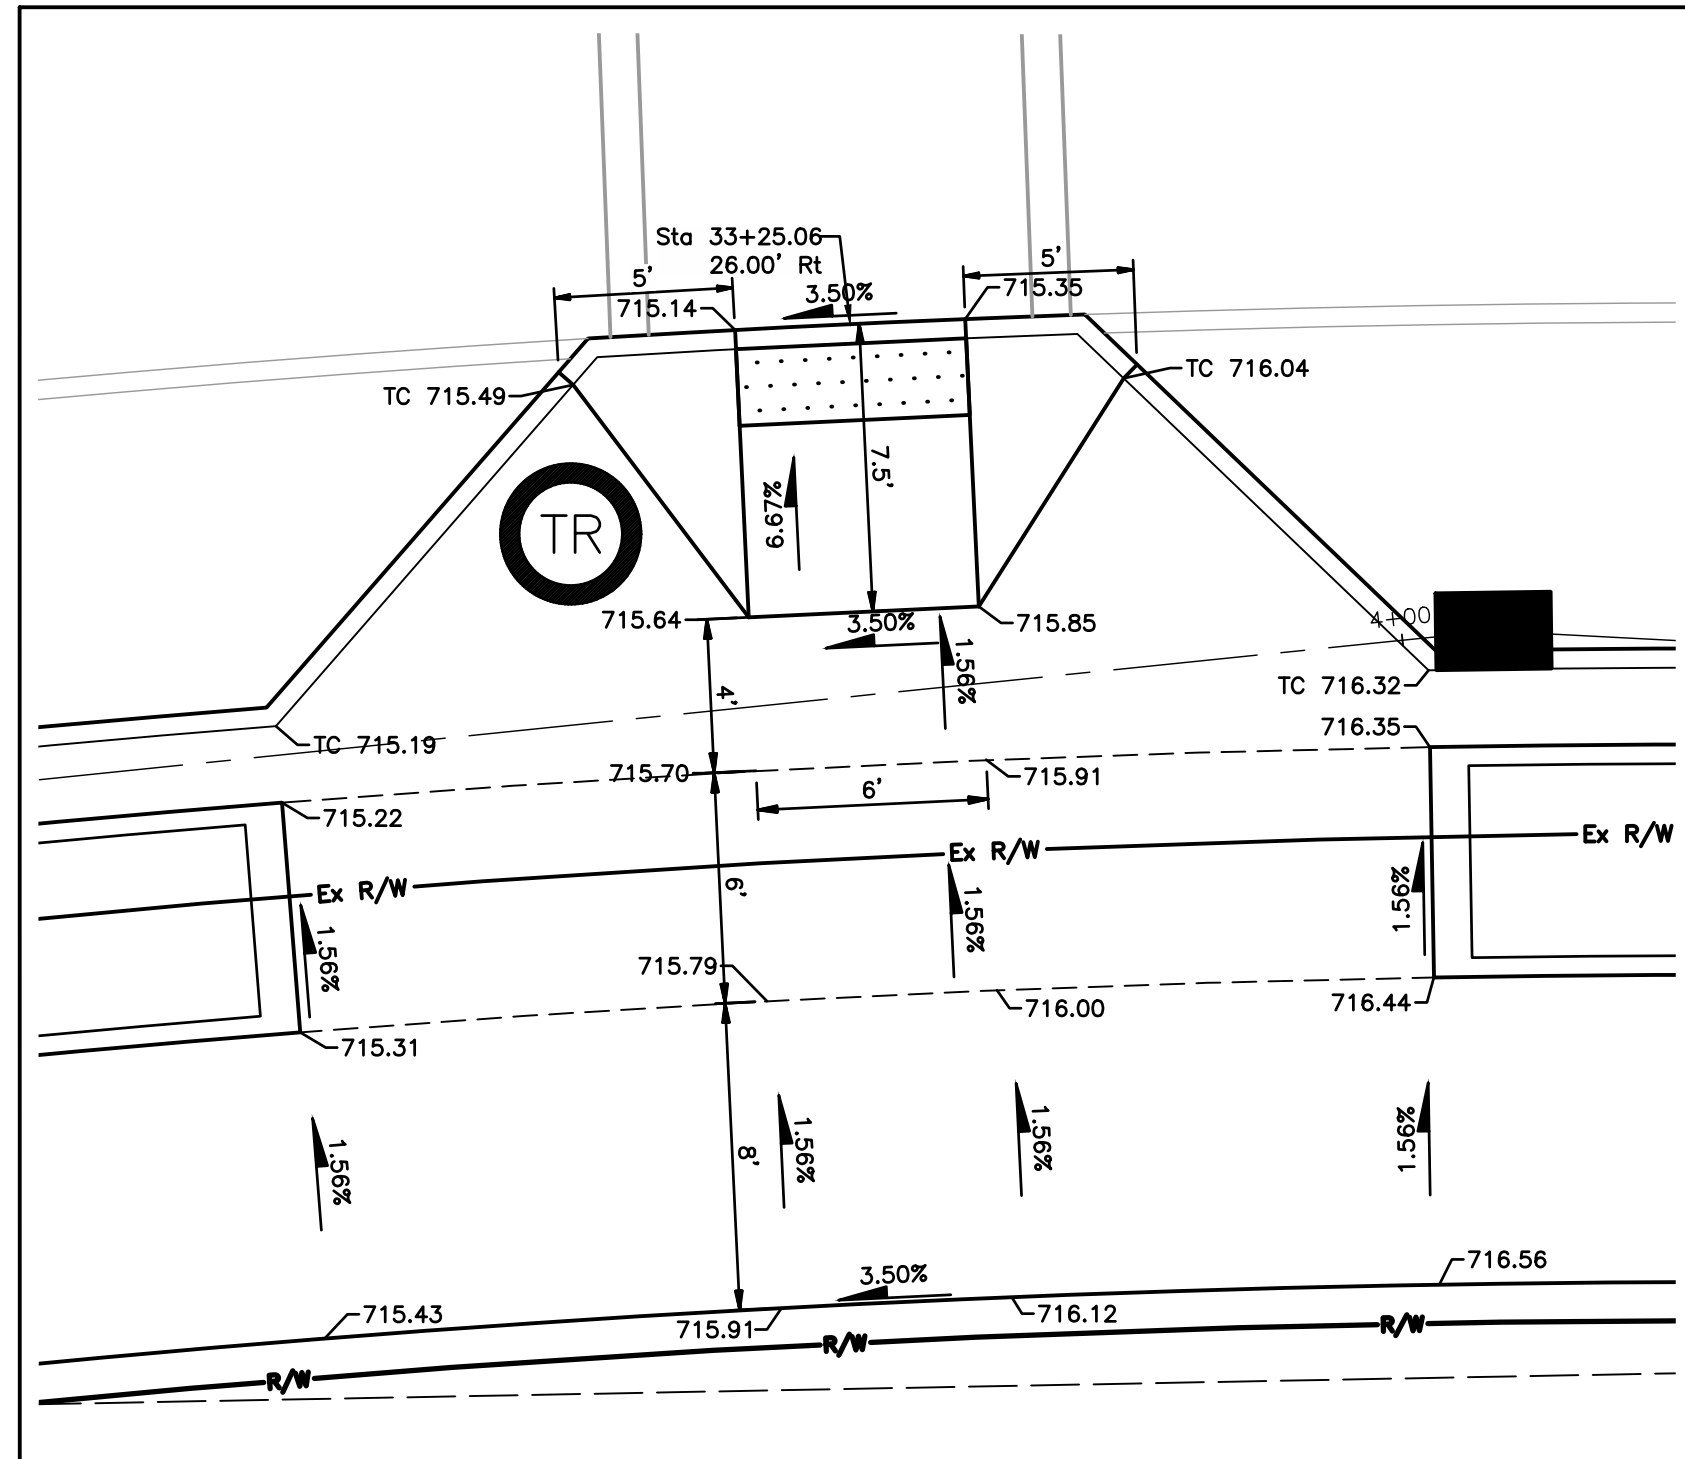 Sta 33+25.06
26.00' Rt
5'
5'
3.50%
715.14
715.35
TC 715.49
TC 716.04
7.5'
6.67%
TR
715.64
3.50%
715.85
4+00
1.56%
TC 716.32
4'
TC 715.19
716.35
715.70
715.91
6'
715.22
Ex R/W
Ex R/W
Ex R/W
6'
1.56%
1.56%
1.56%
715.79
716.00
716.44
715.31
1.56%
1.56%
1.56%
1.56%
8'
3.50%
716.56
715.43
715.91
716.12
R/W
R/W
R/W